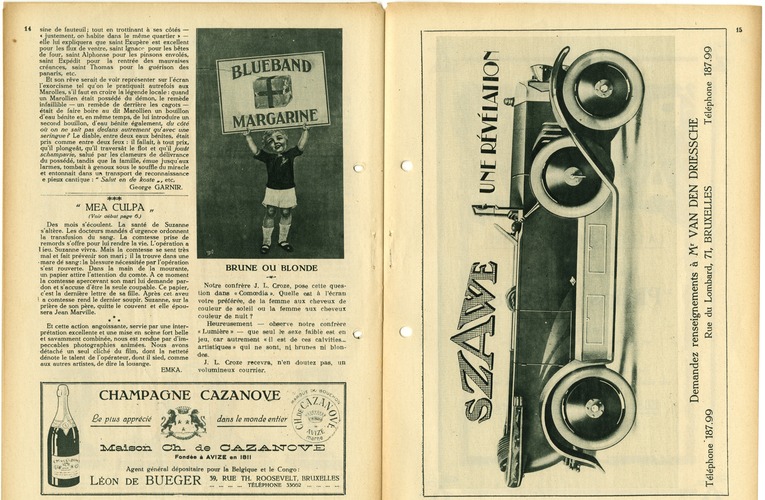 14
sine de fauteuil; tout en trottinant à ses côtés —
« justement, on habite dans le même quartier » —
elle lui expliquera que saint Exupère est excellent
pour les flux de ventre, saint Ignace pour les bêtes
de four, saint Alphonse pour les pinsons envolés,
saint Expédit pour la rentrée des mauvaises
créances, saint Thomas pour la guérison des
panaris, etc.
Et son rêve serait de voir représenter sur l'écran
l'exorcisme tel qu'on le pratiquait autrefois aux
Marolles, s'il faut en croire la légende locale : quand
un Marollien était possédé du démon, le remède
infaillible — un remède de derrière les cagots —
était de faire boire au dit Marollien un bouillon
d'eau bénite et, en même temps, de lui introduire un
second bouillon, d'eau bénite également, du côté
où on ne sait pas dedans autrement qu'avec une
seringue? Le diable, entre deux eaux bénites, était
pris comme entre deux feux : il fallait, à tout prix,
qu'il plongeât, qu'il traversât le flot et qu'il
salué par les clameurs de délivrance
du possédé, tandis que la famille, émue jusqu'aux
larmes, tombait à genoux sous le souffle du miracle
et entonnait dans un transport de reconnaissance
e pieux cantique : " Salut en de koste „, etc.
George GARNIR.
***
" MEA CULPA „
(Voir début page 6.)
Des mois s'écoulent. La santé de Suzanne
s'altère. Les docteurs mandés d'urgence ordonnent
la transfusion du sang. La comtesse prise de
remords s'offre pour lui rendre la vie. L'opération a
lieu. Suzanne vivra. Mais la comtesse se sent très
mal et fait prévenir son mari; il la trouve dans une
mare de sang : la blessure nécessitée par l'opération
s'est rouverte. Dans la main de la mourante,
un papier attire l'attention du comte. A ce moment
la comtesse apercevant son mari lui demande par-
don et s'accuse d'être la seule coupable. Ce papier,
c'est la dernière lettre de sa fille. Après cet aveu
la comtesse rend le dernier soupir. Suzanne, sur la
prière de son père, quitte le couvent et « épou-
sera Jean Marville.
Et cette action angoissante, servie par une inter-
prétation excellente et une mise en scène fort belle
et savamment combinée, nous est rendue par d'im-
peccables photographies animées. Nous avons
détaché un seul cliché du film, dont la netteté
dénote le talent de l'opérateur, dont il sied, comme
aux autres artistes, de dire la louange.
EMKA.
BLUEBAND
MARGARINE
BRUNE OU BLONDE
Notre confrère J. L. Croze, pose cette ques-
tion dans « Comœdia ». Quelle est à l'écran
votre préférée, de la femme aux cheveux de
couleur de soleil ou la femme aux cheveux
couleur de nuit ?
Heureusement — observe notre confrère
« Lumière » — que seul le sexe faible est en
jeu, car autrement « il est de ces calvities...
artistiques » qui ne sont, ni brunes ni blon-
des.
J. L. Croze recevra, n'en doutez pas, un
volumineux courrier.
CHAMPAGNE CAZANOVE
Le plus apprécié
dans le monde entier
CH. DE CAZANOVE
AVIZE
Marne
Maison Ch. de CAZANOVE
Fondée à AVIZE en 1811
Agent général dépositaire pour la Belgique et le Congo :
LÉON DE BUEGER
39, RUE TH. ROOSEVELT, BRUXELLES
TÉLÉPHONE 33052
15
SZAWE
UNE RÉVÉLATION
Demandez renseignements à Mr VAN DEN DRIESSCHE
Téléphone 187.99
Rue du Lombard, 71, BRUXELLES
Téléphone 187.99